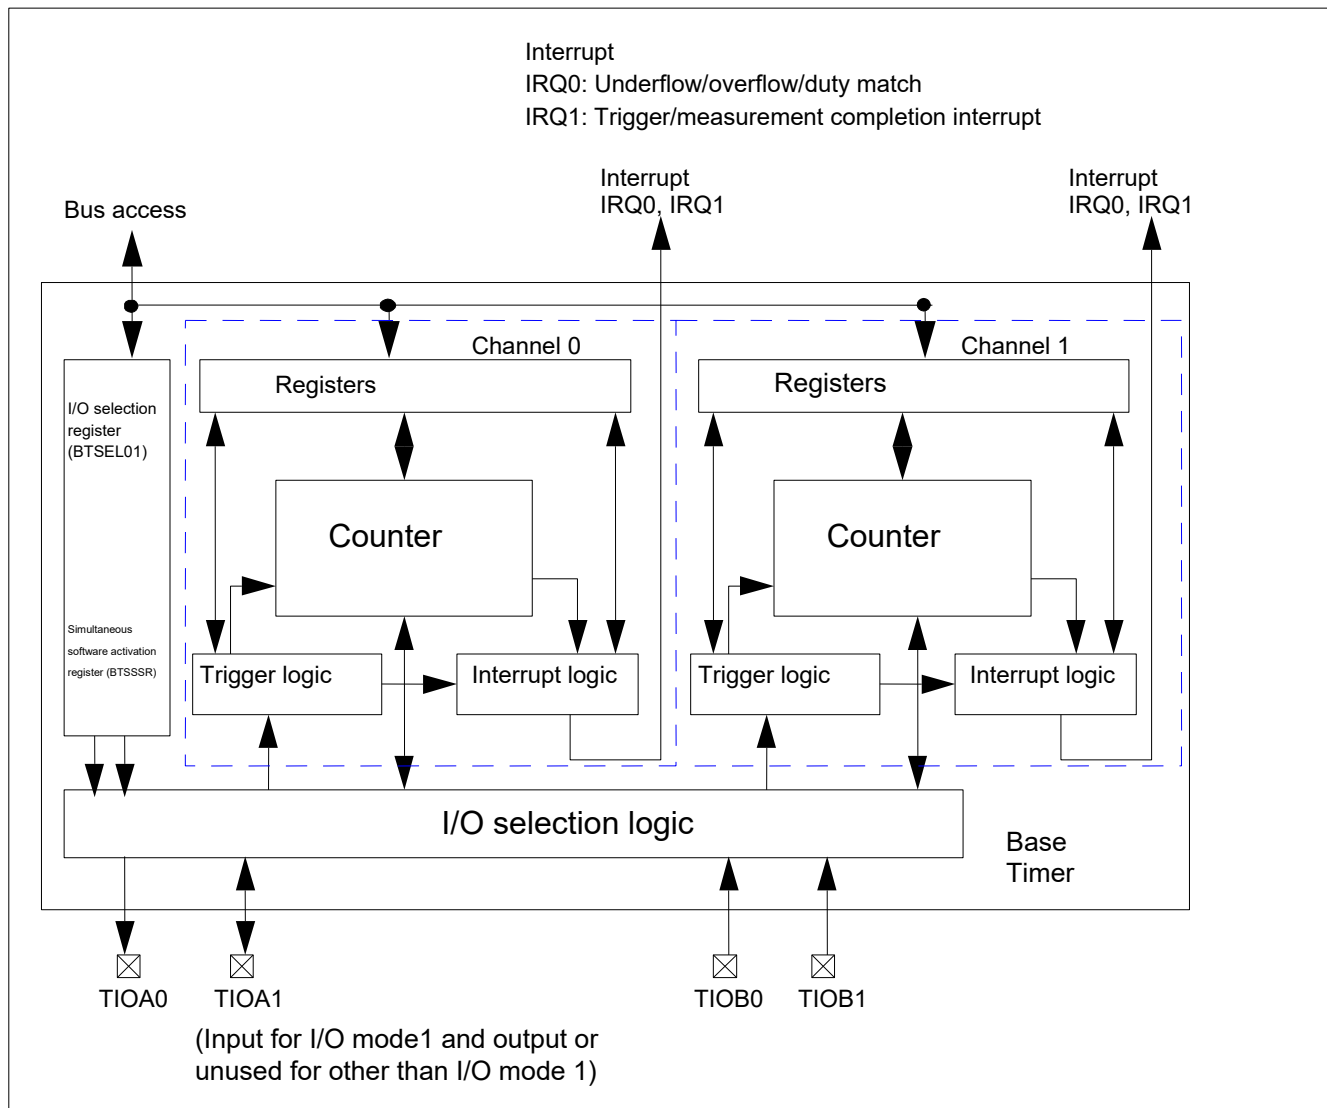 Interrupt
IRQ0: Underflow/overflow/duty match
IRQ1: Trigger/measurement completion interrupt
Interrupt
IRQ0, IRQ1
Interrupt
IRQ0, IRQ1
Bus access
Channel 0
Channel 1
Registers
Registers
I/O selection
register
(BTSEL01)
Counter
Counter
Simultaneous
software activation
register (BTSSSR)
Trigger logic
Interrupt logic
Trigger logic
Interrupt logic
I/O selection logic
Base
Timer
TIOA0
TIOA1
TIOB0
TIOB1
(Input for I/O mode1 and output or
unused for other than I/O mode 1)